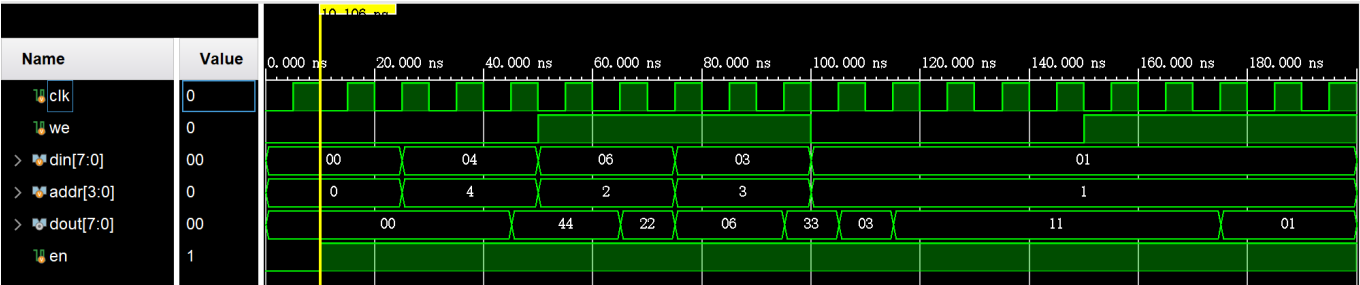 10.106 ns
Name Value
0.000 ns 20.000 ns 40.000 ns 60.000 ns 80.000 ns 100.000 ns 120.000 ns 140.000 ns 160.000 ns 180.000 ns
clk 0
we 0
din[7:0] 00 00 04 06 03 01
addr[3:0] 0 0 4 2 3 1
dout[7:0] 00 00 44 22 06 33 03 11 01
en 1